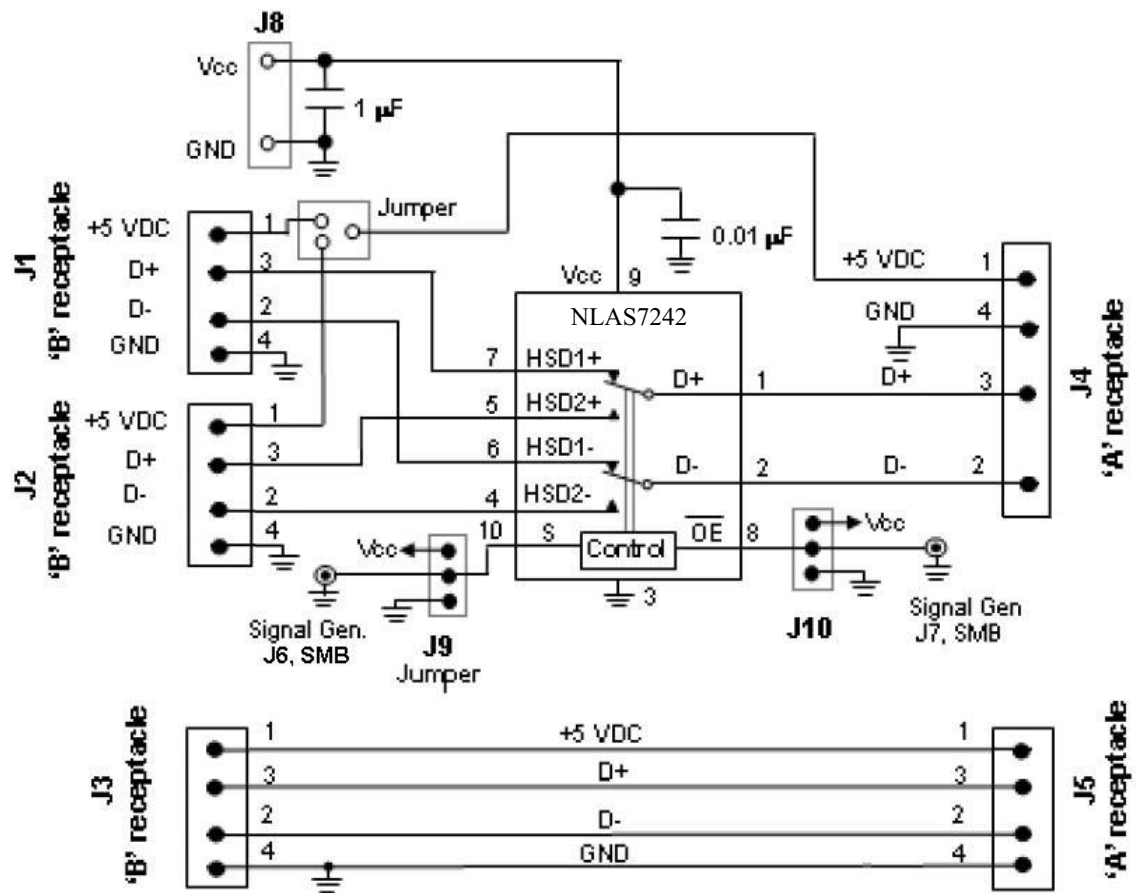 J8
Vcc
1 µF
GND
Jumper
J1
'B' receptacle
+5 VDC
1
D+
3
D-
2
GND
4
0.01 µF
Vcc 9
NLAS7242
+5 VDC 1
GND 4
D+ 3
D- 2
J4
'A' receptacle
7 HSD1+
5 HSD2+
6 HSD1-
4 HSD2-
D+ 1
D- 2
10 S
Control
OE 8
3
J2
'B' receptacle
+5 VDC
1
D+
3
D-
2
GND
4
Vcc
Signal Gen.
J6, SMB
J9
Jumper
Vcc
J10
Signal Gen
J7, SMB
J3
'B' receptacle
1 +5 VDC 1
3 D+ 3
2 D- 2
4 GND 4
J5
'A' receptacle